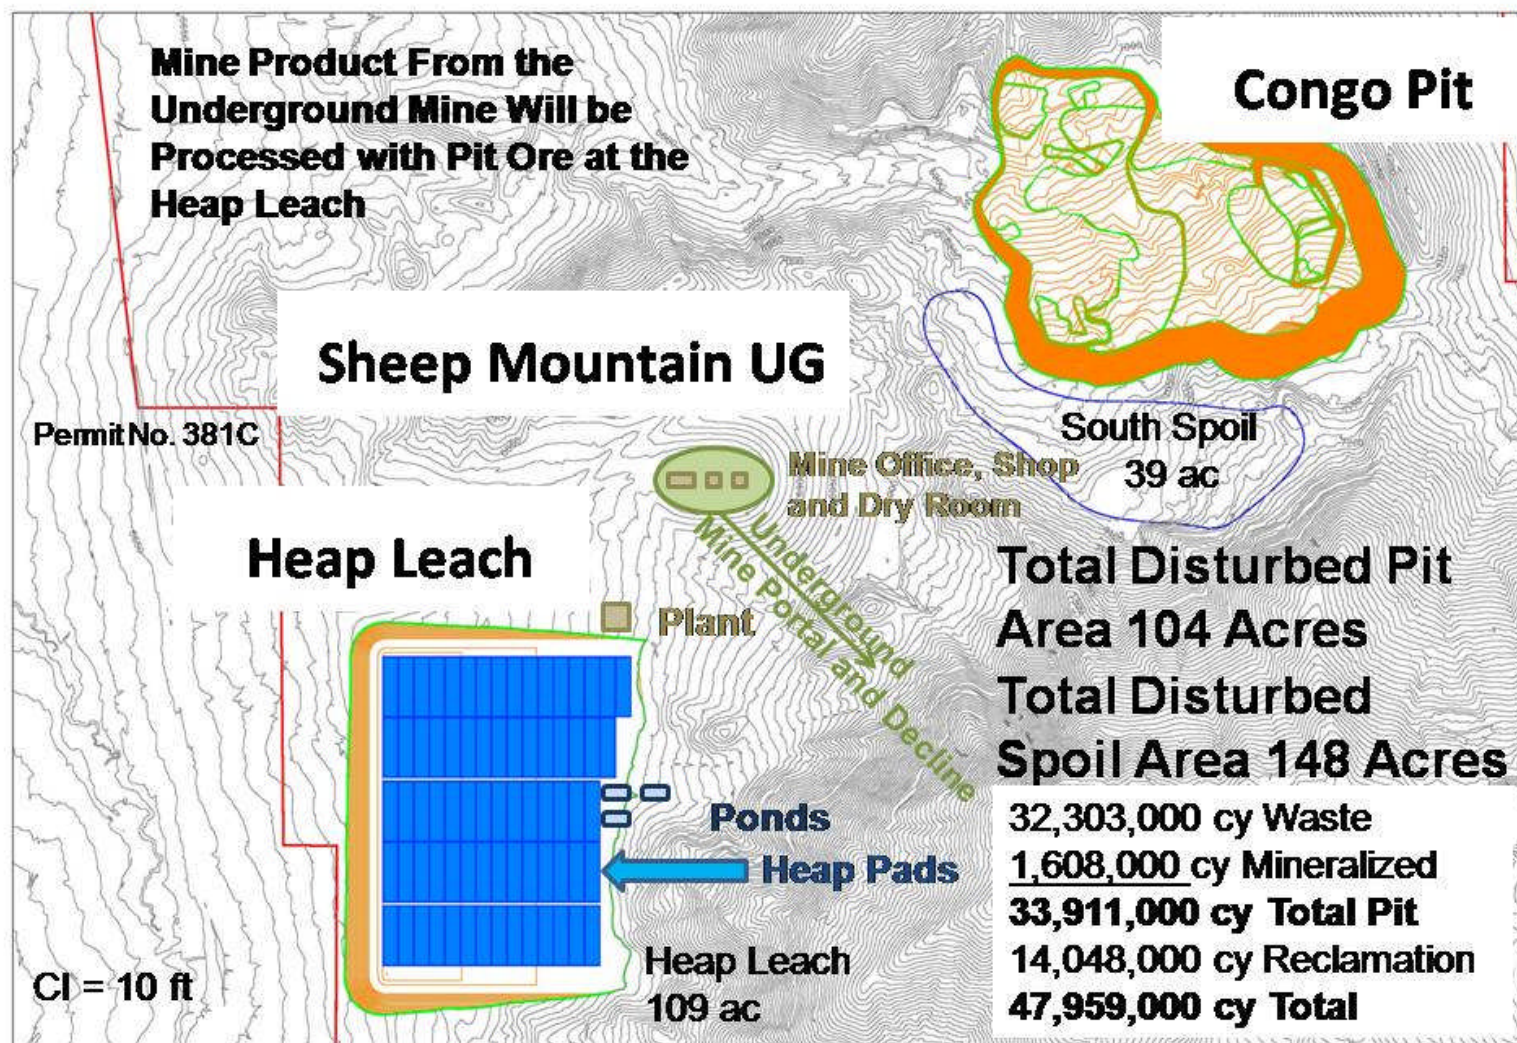 Mine Product From the
Underground Mine Will be
Processed with Pit Ore at the
Heap Leach
Congo Pit
Sheep Mountain UG
Permit No. 381C
South Spoil
39 ac
Mine Office, Shop
and Dry Room
Underground
Mine Portal and Decline
Heap Leach
Plant
Total Disturbed Pit
Area 104 Acres
Total Disturbed
Spoil Area 148 Acres
Ponds
Heap Pads
32,303,000 cy Waste
1,608,000 cy Mineralized
33,911,000 cy Total Pit
14,048,000 cy Reclamation
47,959,000 cy Total
Heap Leach
109 ac
CI = 10 ft